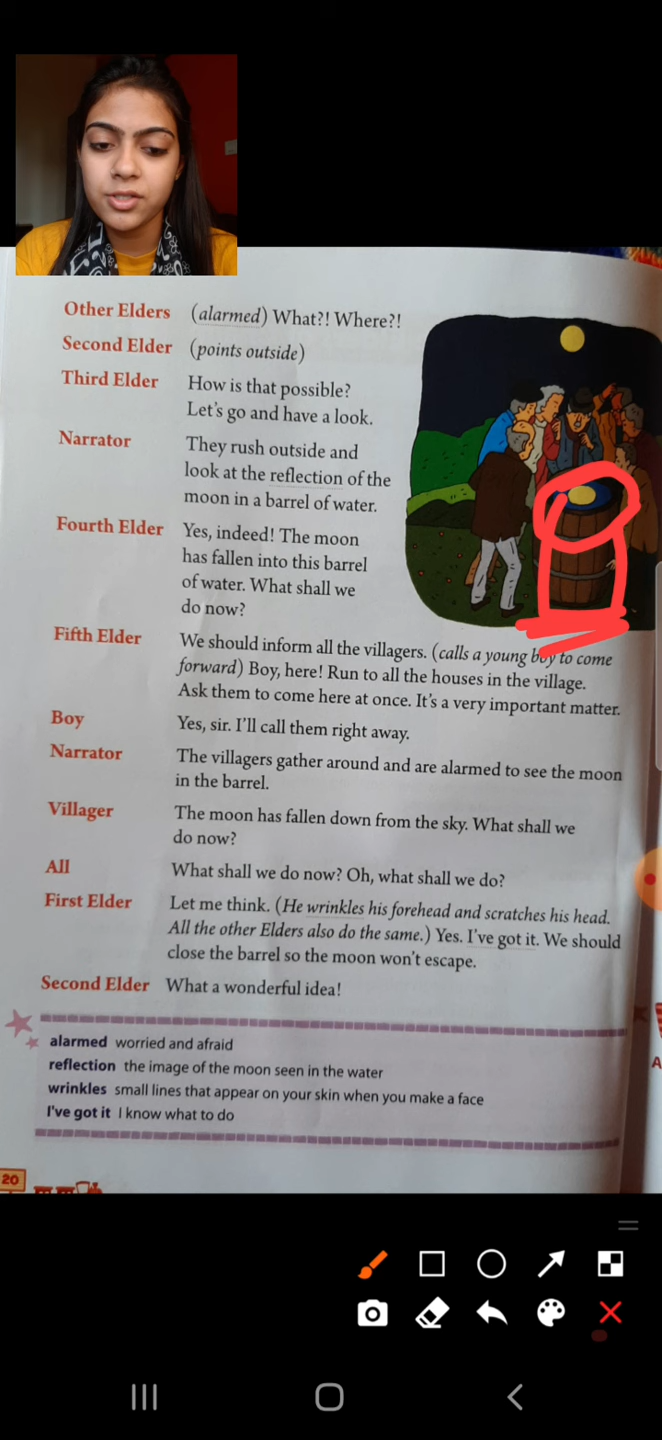 Other Elders (alarmed) What?! Where?!
Second Elder (points outside)
Third Elder How is that possible?
Let's go and have a look.
Narrator They rush outside and
look at the reflection of the
moon in a barrel of water.
Fourth Elder Yes, indeed! The moon
has fallen into this barrel
of water. What shall we
do now?
Fifth Elder We should inform all the villagers. (calls a young boy to come
forward) Boy, here! Run to all the houses in the village.
Ask them to come here at once. It's a very important matter.
Boy Yes, sir. I'll call them right away.
Narrator The villagers gather around and are alarmed to see the moon
in the barrel.
Villager The moon has fallen down from the sky. What shall we
do now?
All What shall we do now? Oh, what shall we do?
First Elder Let me think. (He wrinkles his forehead and scratches his head.
All the other Elders also do the same.) Yes. I've got it. We should
close the barrel so the moon won't escape.
Second Elder What a wonderful idea!
alarmed worried and afraid
reflection the image of the moon seen in the water
wrinkles small lines that appear on your skin when you make a face
I've got it I know what to do
20
A